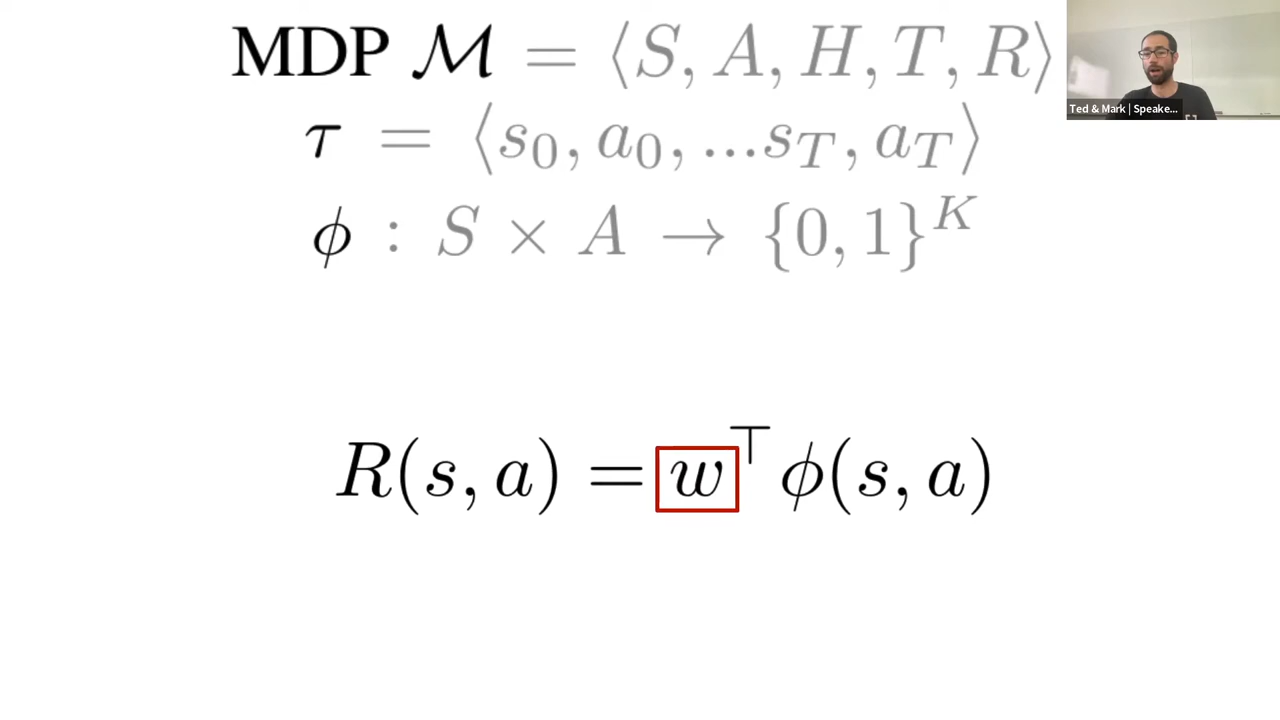 MDP ℳ = ⟨S, A, H, T, R⟩
τ = ⟨s₀, a₀, ...s_T, a_T⟩
ϕ : S × A → {0, 1}^K
R(s, a) = w^⊤ ϕ(s, a)
Ted & Mark | Speake...